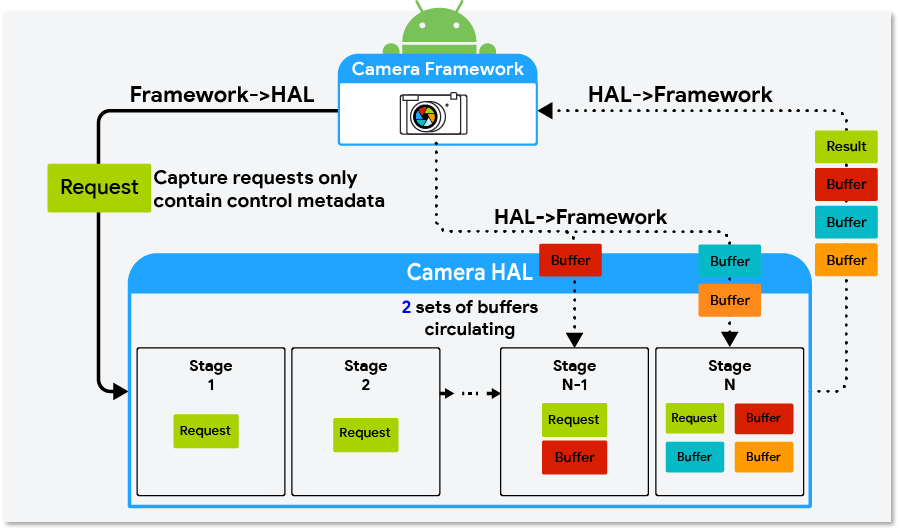 Camera Framework
Framework->HAL
HAL->Framework
Result
Buffer
Buffer
Buffer
Request
Capture requests only
contain control metadata
HAL->Framework
Buffer
Buffer
Buffer
Camera HAL
2 sets of buffers
circulating
Stage
1
Request
Stage
2
Request
Stage
N-1
Request
Buffer
Stage
N
Request
Buffer
Buffer
Buffer